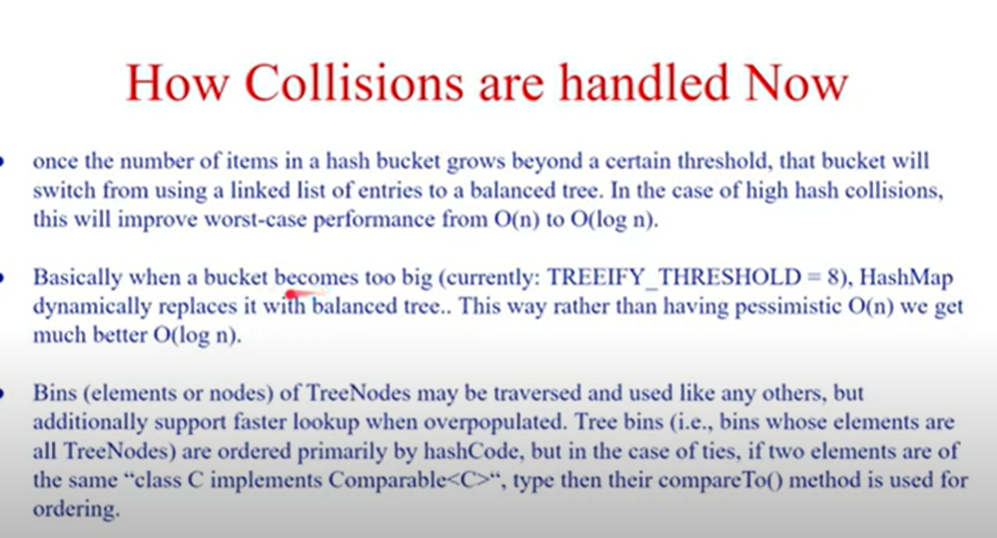 How Collisions are handled Now
once the number of items in a hash bucket grows beyond a certain threshold, that bucket will
switch from using a linked list of entries to a balanced tree. In the case of high hash collisions,
this will improve worst-case performance from O(n) to O(log n).
Basically when a bucket becomes too big (currently: TREEIFY_THRESHOLD = 8), HashMap
dynamically replaces it with balanced tree.. This way rather than having pessimistic O(n) we get
much better O(log n).
Bins (elements or nodes) of TreeNodes may be traversed and used like any others, but
additionally support faster lookup when overpopulated. Tree bins (i.e., bins whose elements are
all TreeNodes) are ordered primarily by hashCode, but in the case of ties, if two elements are of
the same “class C implements Comparable<C>“, type then their compareTo() method is used for
ordering.